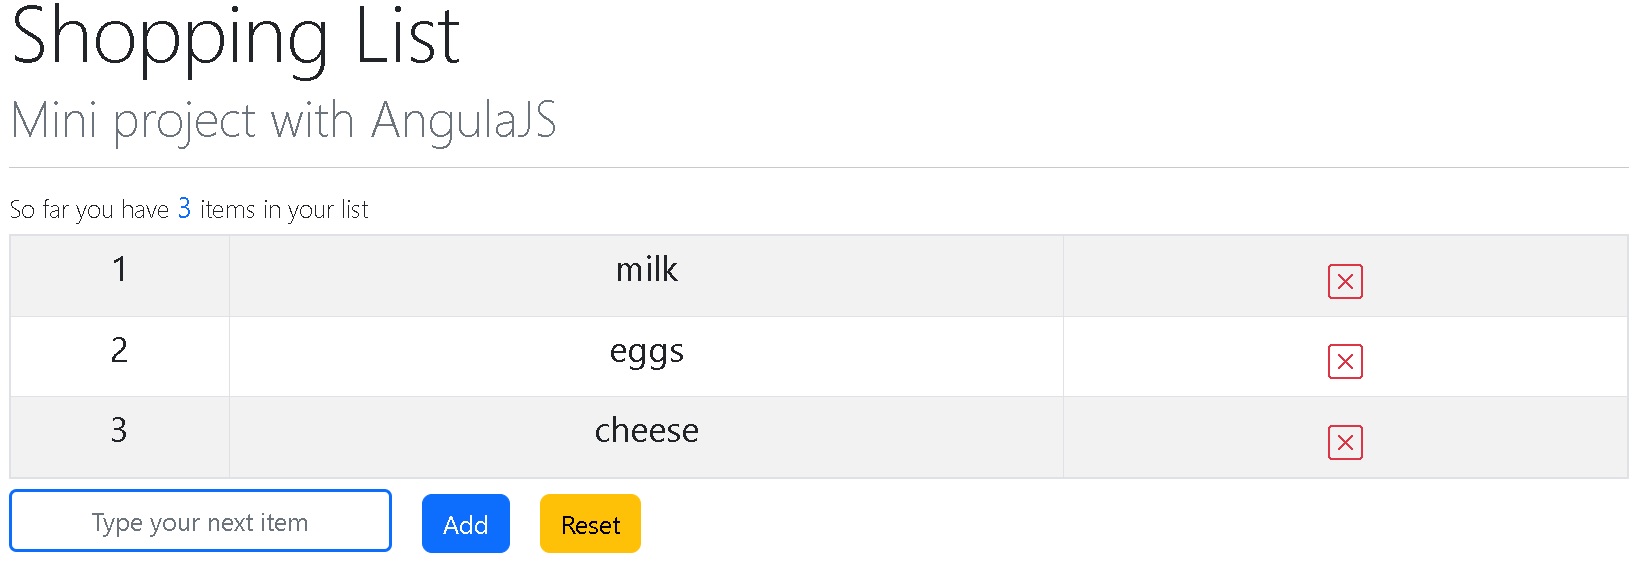 Shopping List
Mini project with AngulaJS
So far you have 3 items in your list
1 milk
2 eggs
3 cheese
Type your next item Add Reset